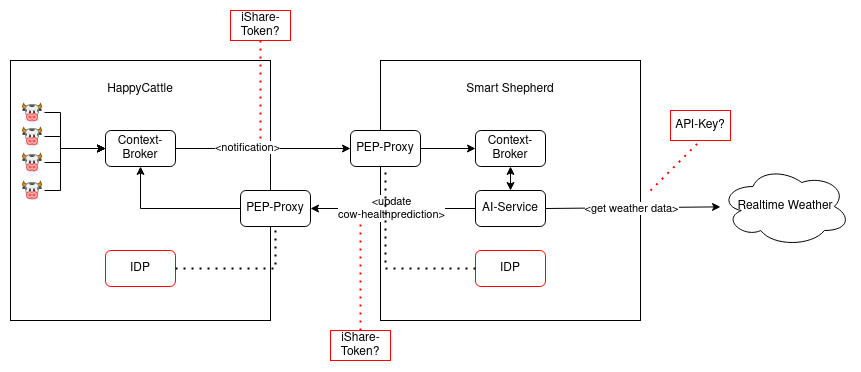 iShare-
Token?
HappyCattle
Smart Shepherd
API-Key?
Context-
Broker
<notification>
PEP-Proxy
Context-
Broker
PEP-Proxy
<update
cow-healthprediction>
AI-Service
<get weather data>
Realtime Weather
IDP
IDP
iShare-
Token?